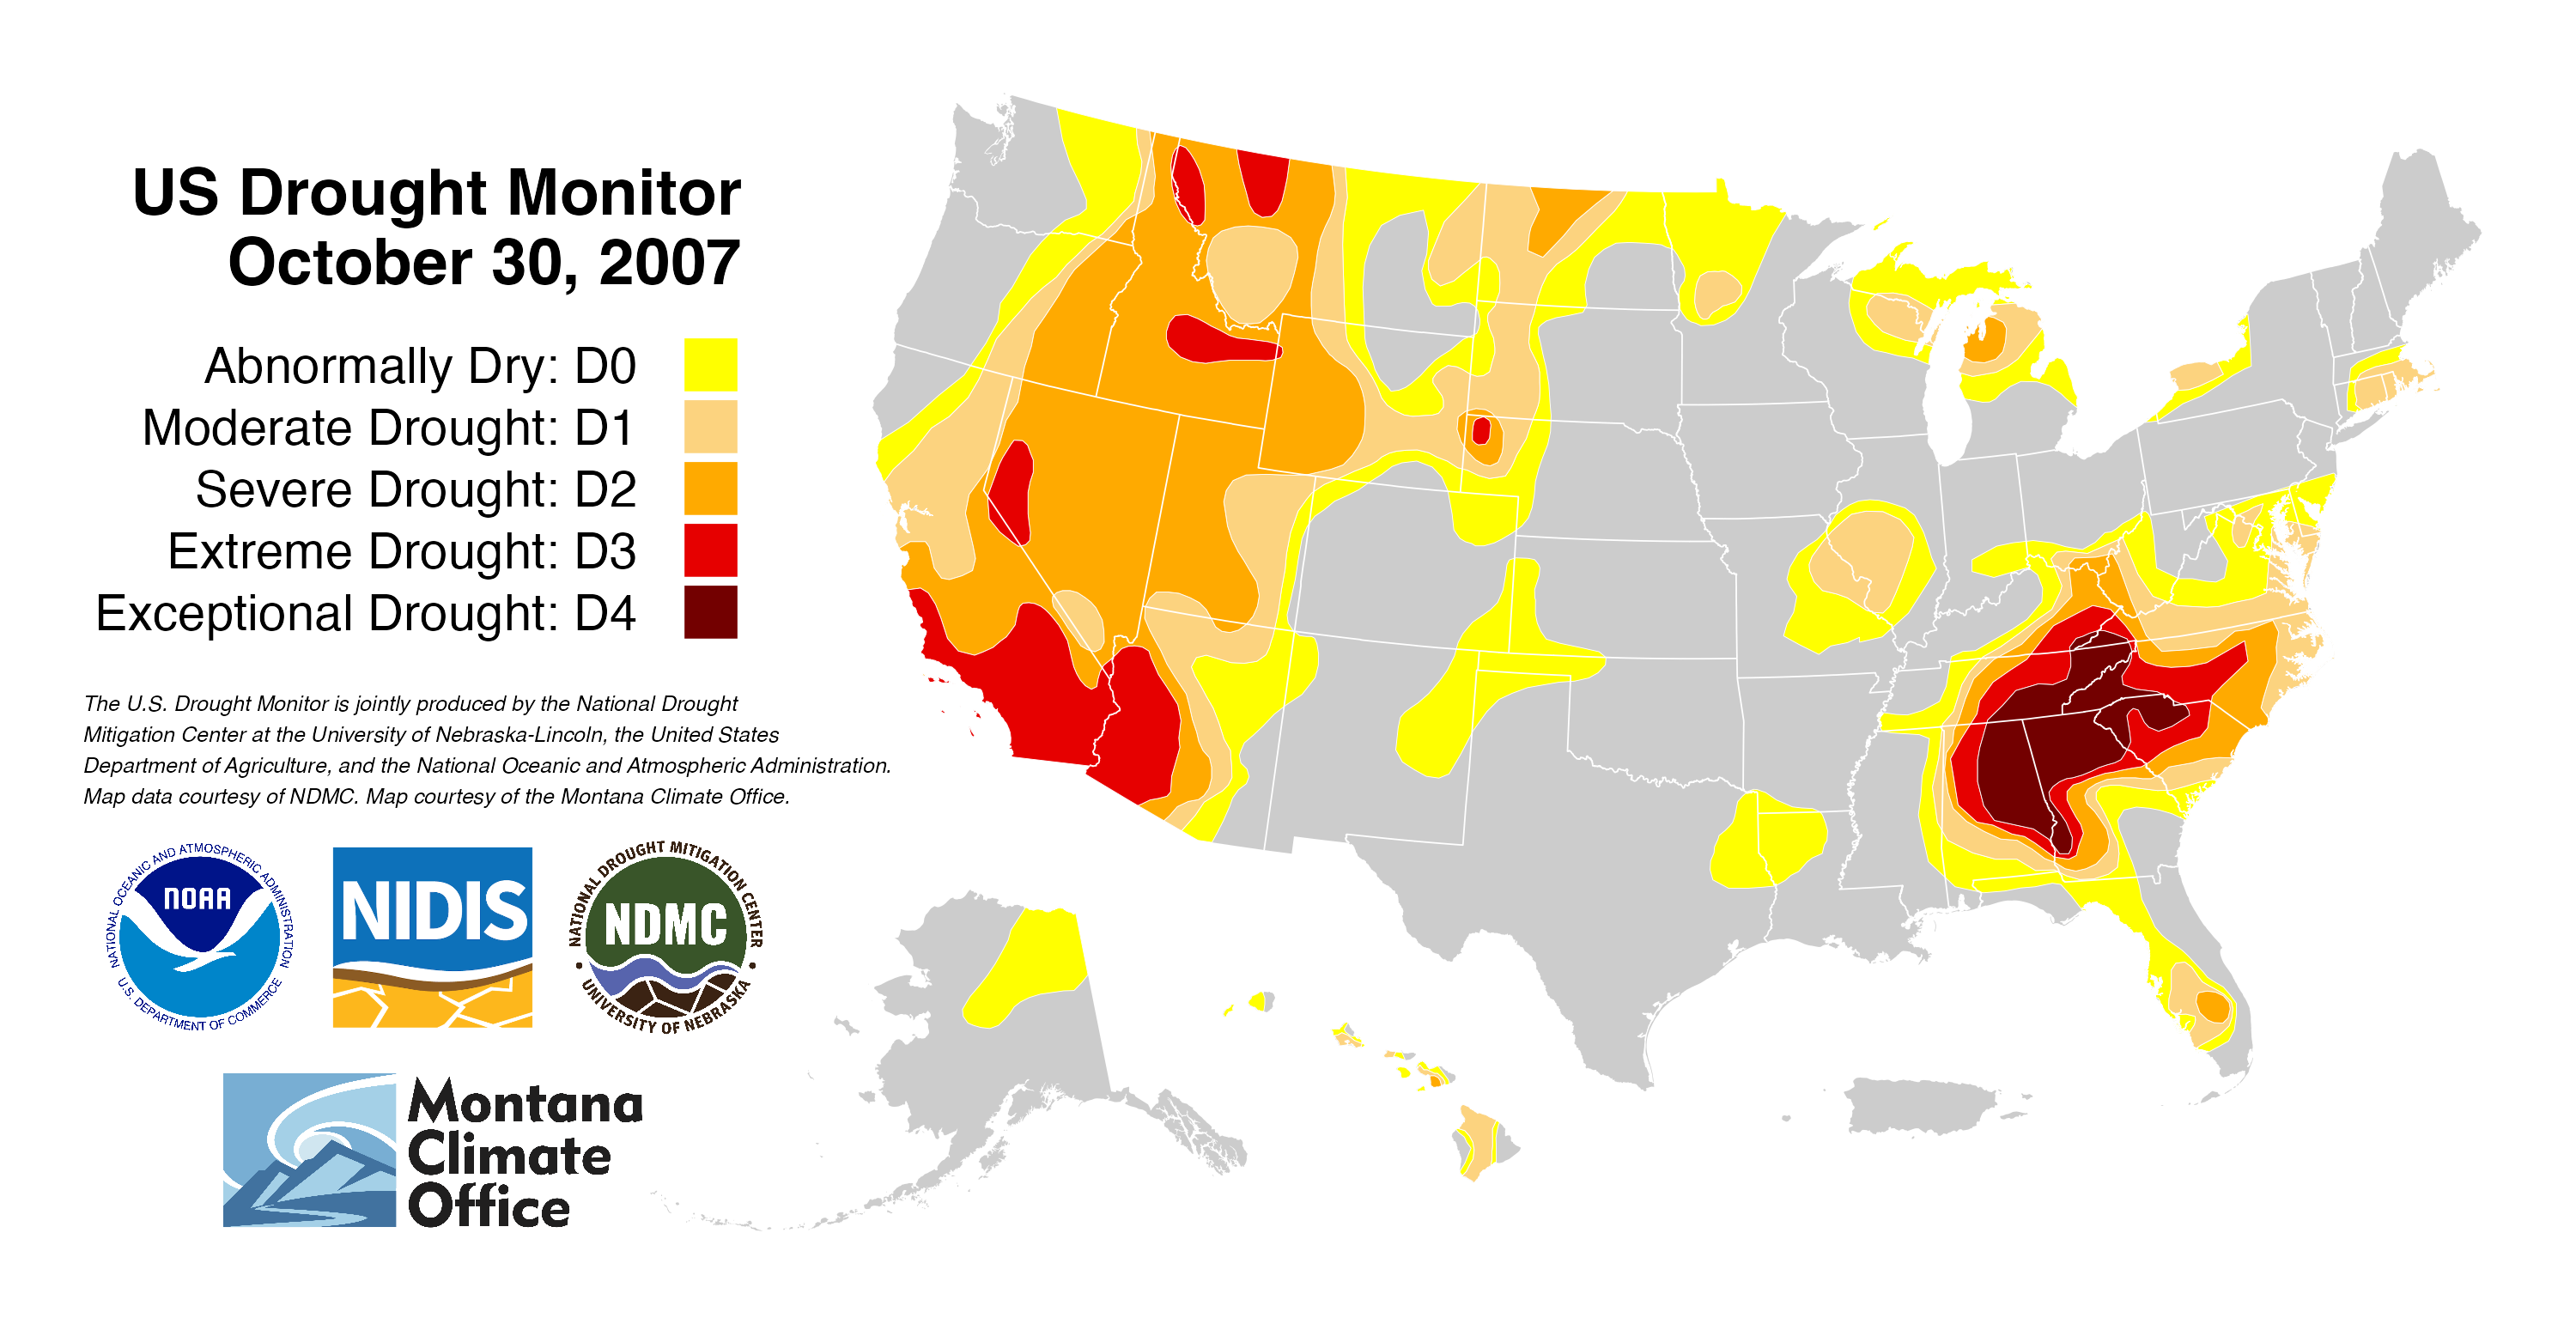 US Drought Monitor
October 30, 2007
Abnormally Dry: D0
Moderate Drought: D1
Severe Drought: D2
Extreme Drought: D3
Exceptional Drought: D4
The U.S. Drought Monitor is jointly produced by the National Drought
Mitigation Center at the University of Nebraska-Lincoln, the United States
Department of Agriculture, and the National Oceanic and Atmospheric Administration.
Map data courtesy of NDMC. Map courtesy of the Montana Climate Office.
NATIONAL OCEANIC AND ATMOSPHERIC ADMINISTRATION
NOAA
U.S. DEPARTMENT OF COMMERCE
NIDIS
NATIONAL DROUGHT MITIGATION CENTER
NDMC
UNIVERSITY OF NEBRASKA
Montana
Climate
Office